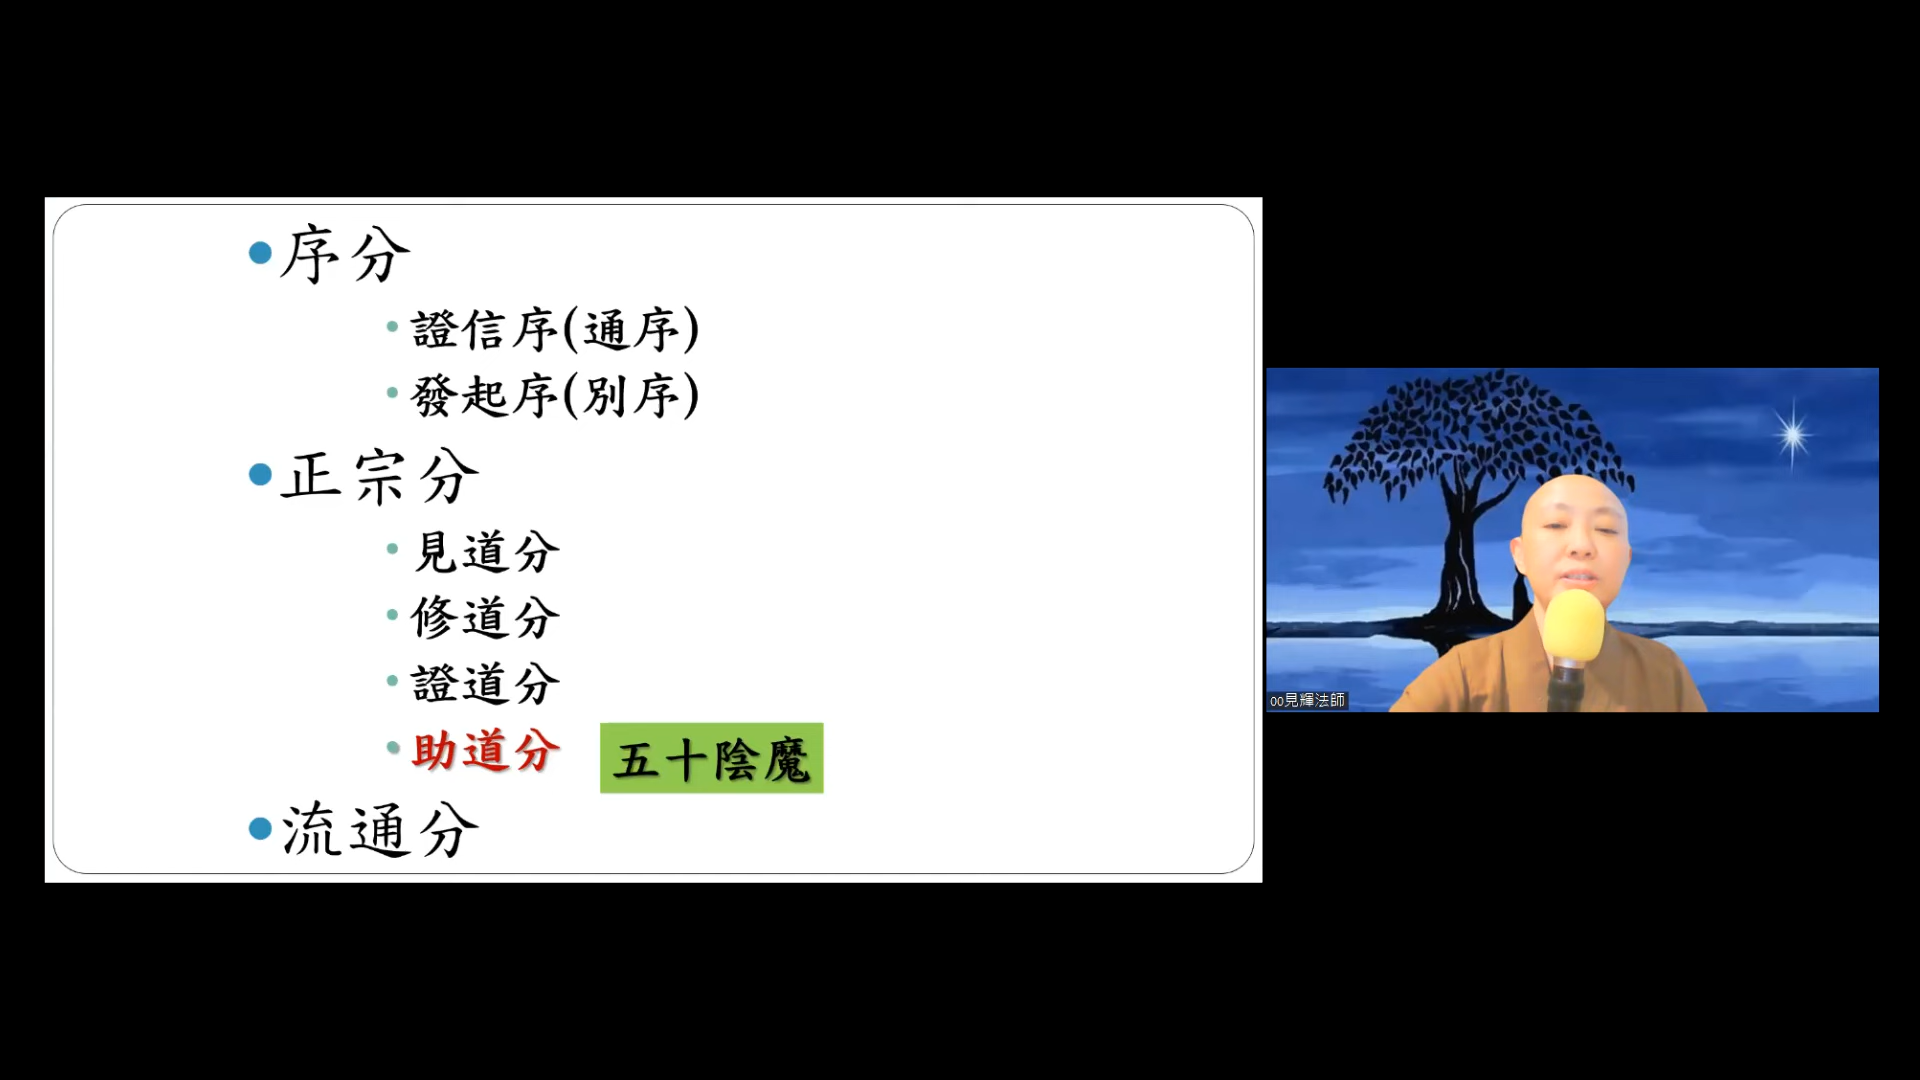 序分
證信序(通序)
發起序(別序)
正宗分
見道分
修道分
證道分
助道分
五十陰魔
流通分
00見輝法師